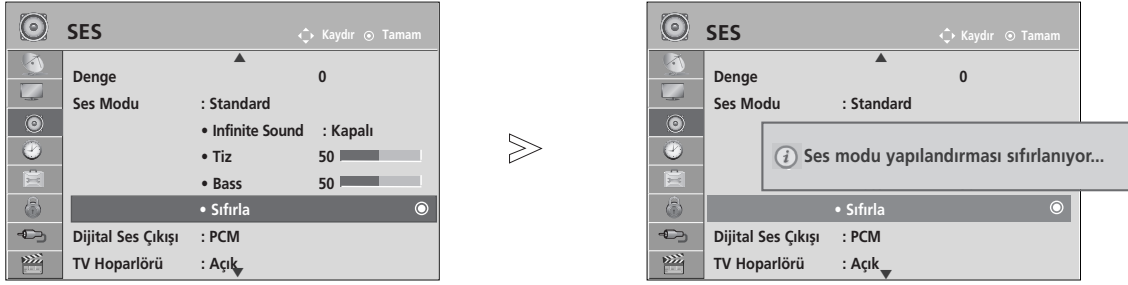 SES
Kaydır Tamam
Denge 0
Ses Modu : Standard
• Infinite Sound : Kapalı
• Tiz 50
• Bass 50
• Sıfırla
Dijital Ses Çıkışı : PCM
TV Hoparlörü : Açık
SES
Kaydır Tamam
Denge 0
Ses Modu : Standard
Ses modu yapılandırması sıfırlanıyor...
• Sıfırla
Dijital Ses Çıkışı : PCM
TV Hoparlörü : Açık